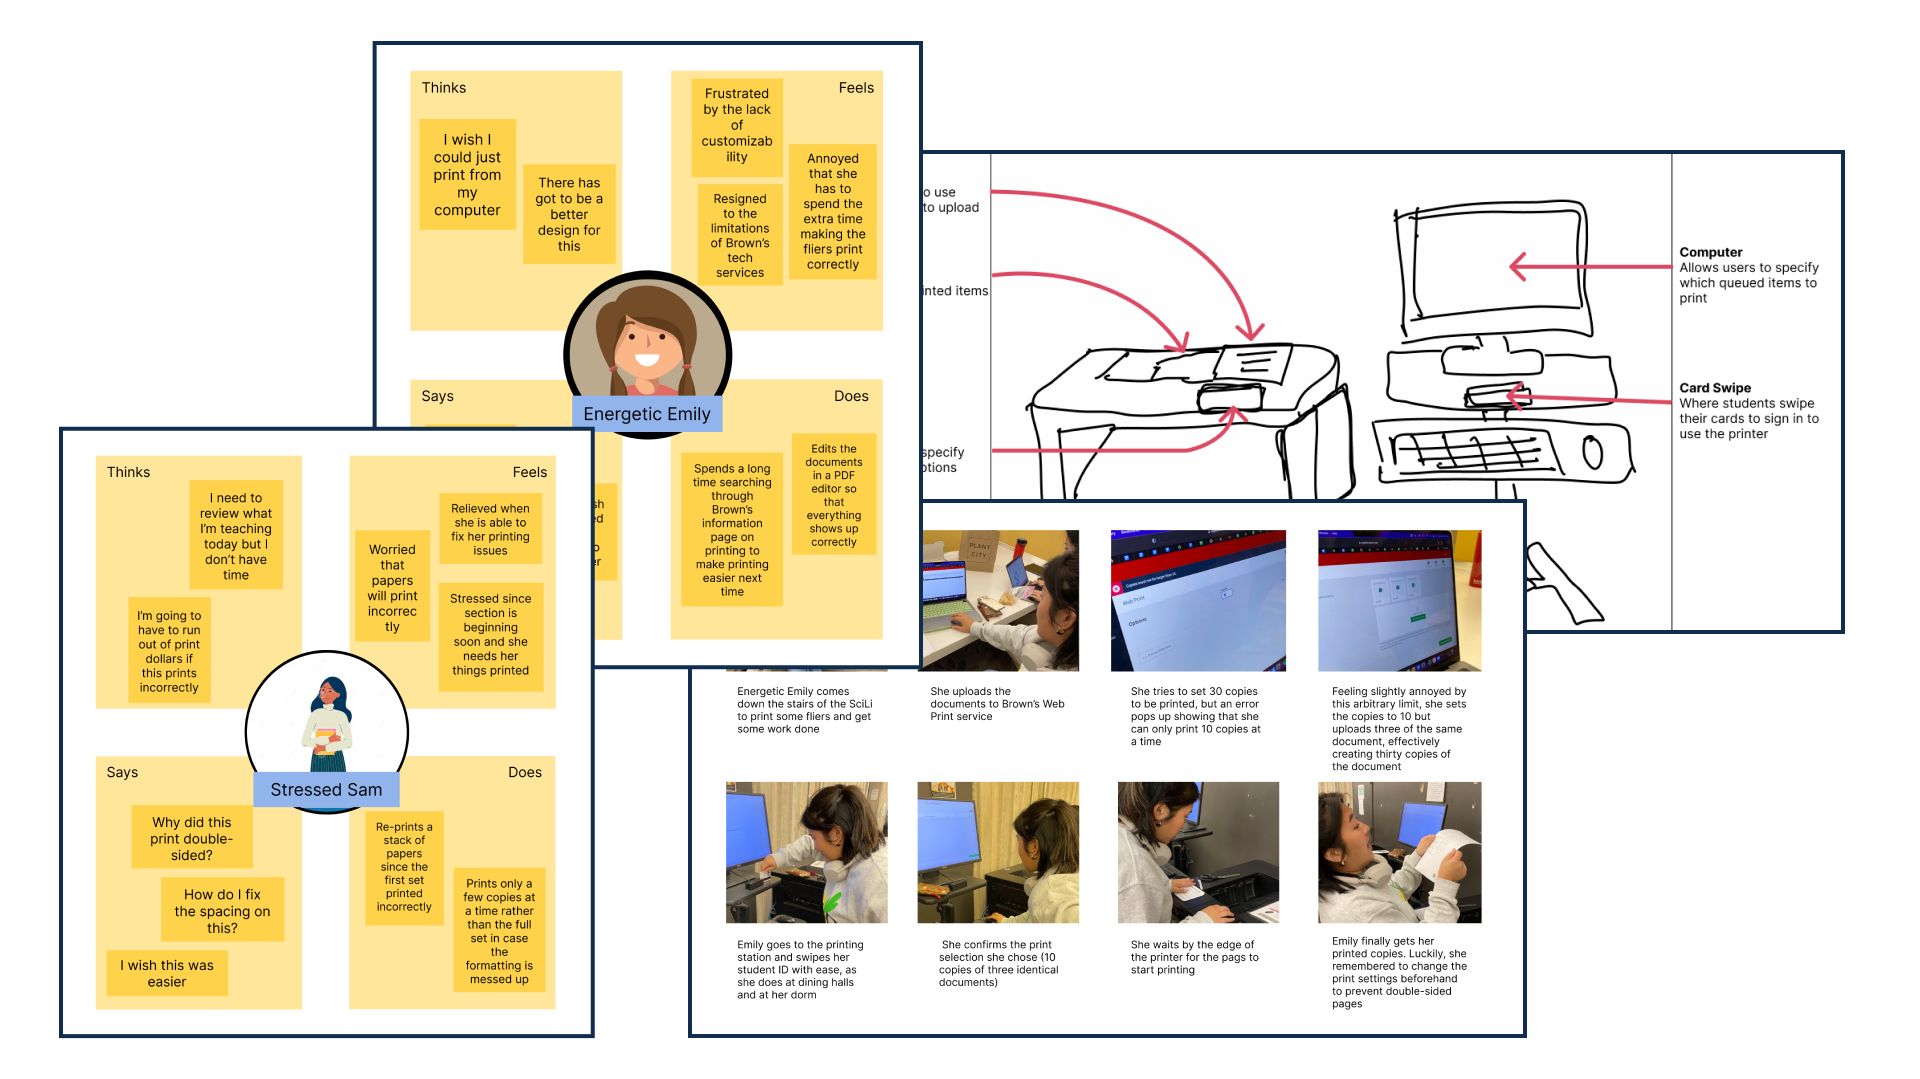 Thinks
I wish I
could just
print from
my
computer
There has
got to be a
better
design for
this
Feels
Frustrated
by the lack
of
customizab
ility
Annoyed
that she
has to
spend the
extra time
making the
fliers print
correctly
Resigned
to the
limitations
of Brown's
tech
services
Energetic Emily
Says
sh
ed
o
er
Does
Spends a long
time searching
through
Brown's
information
page on
printing to
make printing
easier next
time
Edits the
documents
in a PDF
editor so
that
everything
shows up
correctly
o use
to upload
inted items
specify
ptions
Computer
Allows users to specify
which queued items to
print
Card Swipe
Where students swipe
their cards to sign in to
use the printer
Thinks
I need to
review what
I'm teaching
today but I
don't have
time
I'm going to
have to run
out of print
dollars if
this prints
incorrectly
Feels
Relieved when
she is able to
fix her printing
issues
Worried
that
papers
will print
incorrec
tly
Stressed since
section is
beginning
soon and she
needs her
things printed
Stressed Sam
Says
Why did this
print double-
sided?
How do I fix
the spacing on
this?
I wish this was
easier
Does
Re-prints a
stack of
papers
since the
first set
printed
incorrectly
Prints only a
few copies at
a time rather
than the full
set in case
the
formatting is
messed up
PLANT
CITY
Web Print
Options
Energetic Emily comes
down the stairs of the SciLi
to print some fliers and get
some work done
She uploads the
documents to Brown's Web
Print service
She tries to set 30 copies
to be printed, but an error
pops up showing that she
can only print 10 copies at
a time
Feeling slightly annoyed by
this arbitrary limit, she sets
the copies to 10 but
uploads three of the same
document, effectively
creating thirty copies of
the document
Emily goes to the printing
station and swipes her
student ID with ease, as
she does at dining halls
and at her dorm
She confirms the print
selection she chose (10
copies of three identical
documents)
She waits by the edge of
the printer for the pags to
start printing
Emily finally gets her
printed copies. Luckily, she
remembered to change the
print settings beforehand
to prevent double-sided
pages